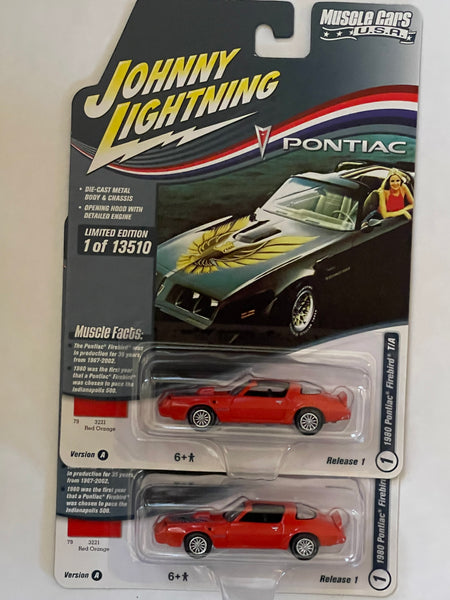 MUSCLE CARS
U.S.A.
JOHNNY
LIGHTNING
PONTIAC
• DIE-CAST METAL
BODY & CHASSIS
• OPENING HOOD WITH
DETAILED ENGINE
LIMITED EDITION
1 of 13510
Muscle Facts:
• The Pontiac® Firebird® was
in production for 35 years,
from 1967-2002.
• 1980 was the first year
that a Pontiac® Firebird® was
chosen to pace the
Indianapolis 500.
79 3221
Red Orange
Version A
6+
Release 1
1 1980 Pontiac® Firebird® T/A
in production for 35 years,
from 1967-2002.
• 1980 was the first year
that a Pontiac® Firebird®
was chosen to pace the
Indianapolis 500.
79 3221
Red Orange
Version A
6+
Release 1
1 1980 Pontiac® Firebird